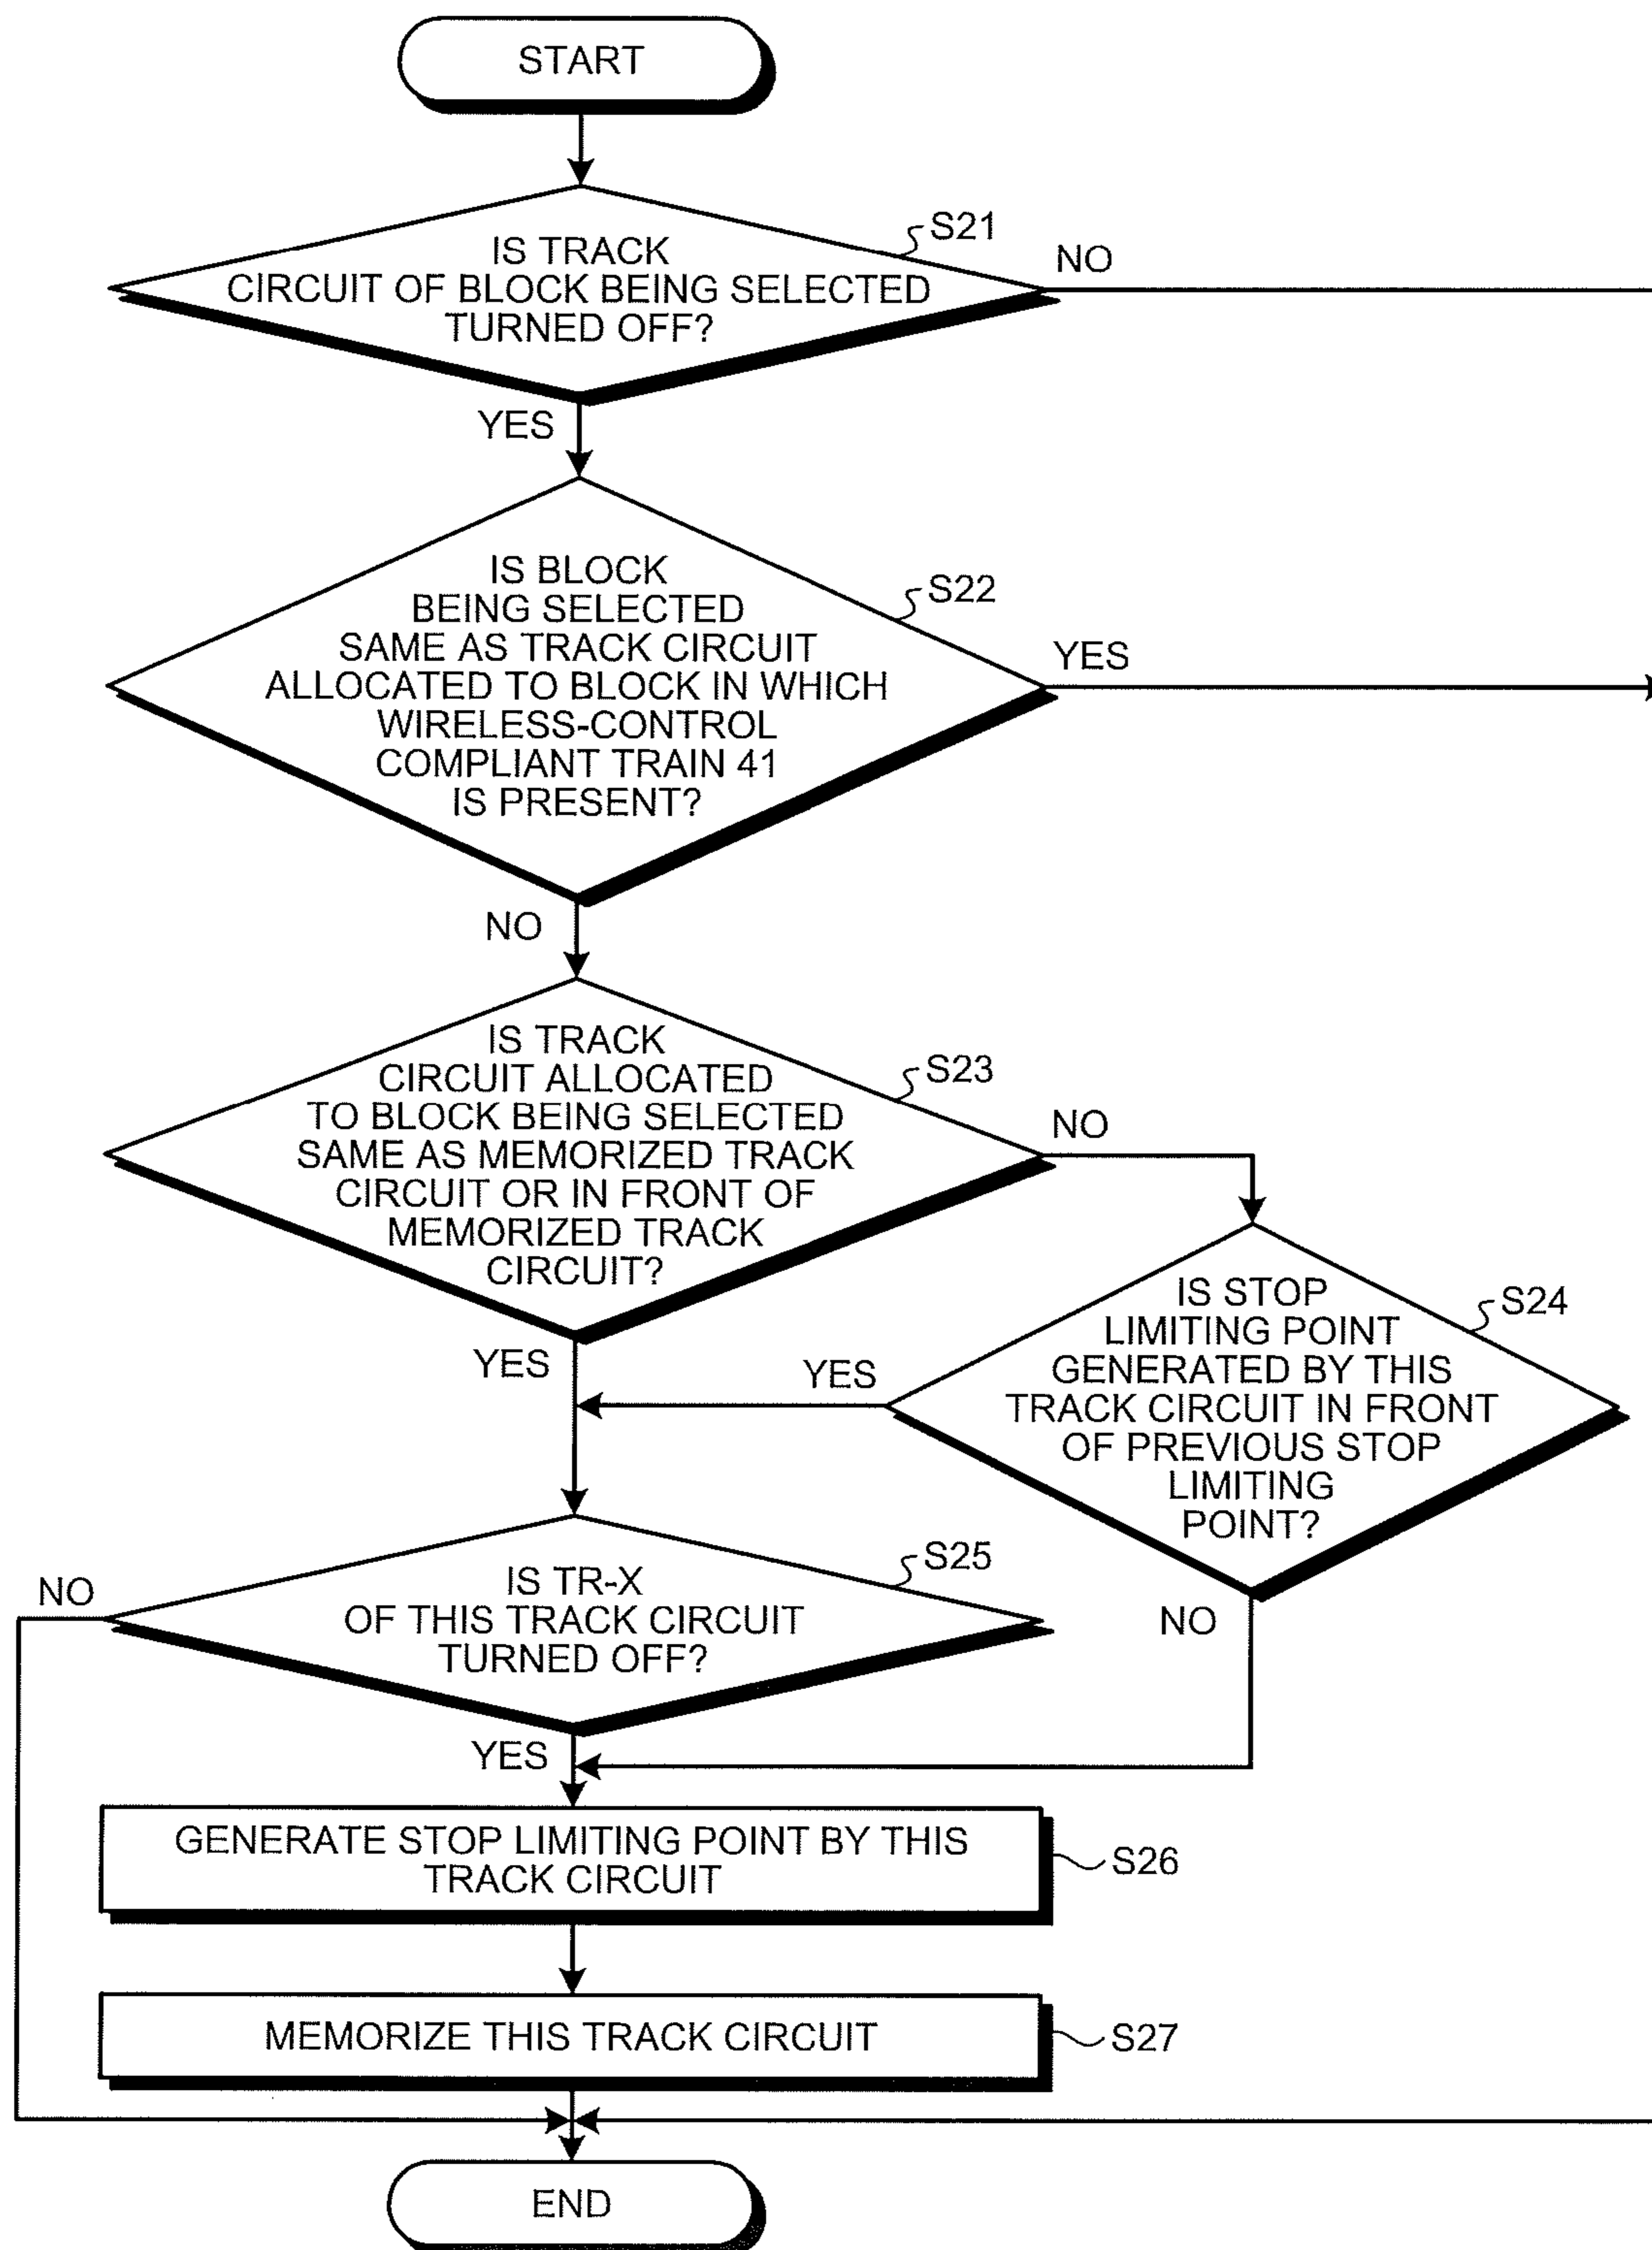 START
IS TRACK
CIRCUIT OF BLOCK BEING SELECTED
TURNED OFF?
S21
NO
YES
IS BLOCK
BEING SELECTED
SAME AS TRACK CIRCUIT
ALLOCATED TO BLOCK IN WHICH
WIRELESS-CONTROL
COMPLIANT TRAIN 41
IS PRESENT?
S22
YES
NO
IS TRACK
CIRCUIT ALLOCATED
TO BLOCK BEING SELECTED
SAME AS MEMORIZED TRACK
CIRCUIT OR IN FRONT OF
MEMORIZED TRACK
CIRCUIT?
S23
NO
YES
IS STOP
LIMITING POINT
GENERATED BY THIS
TRACK CIRCUIT IN FRONT
OF PREVIOUS STOP
LIMITING
POINT?
S24
YES
NO
IS TR-X
OF THIS TRACK CIRCUIT
TURNED OFF?
S25
NO
YES
GENERATE STOP LIMITING POINT BY THIS
TRACK CIRCUIT
S26
MEMORIZE THIS TRACK CIRCUIT
S27
END